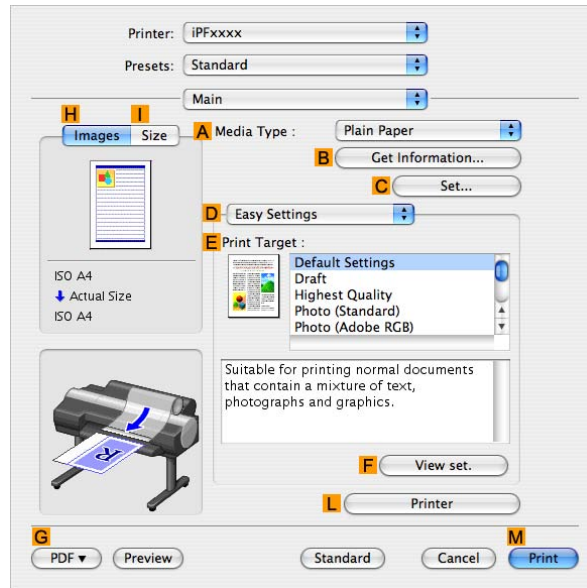 Printer: iPFxxxx
Presets: Standard
Main
H I
Images Size
A Media Type : Plain Paper
B Get Information...
C Set...
D Easy Settings
E Print Target :
Default Settings
Draft
Highest Quality
Photo (Standard)
Photo (Adobe RGB)
ISO A4
Actual Size
ISO A4
Suitable for printing normal documents
that contain a mixture of text,
photographs and graphics.
R
F View set.
L Printer
G M
PDF Preview Standard Cancel Print